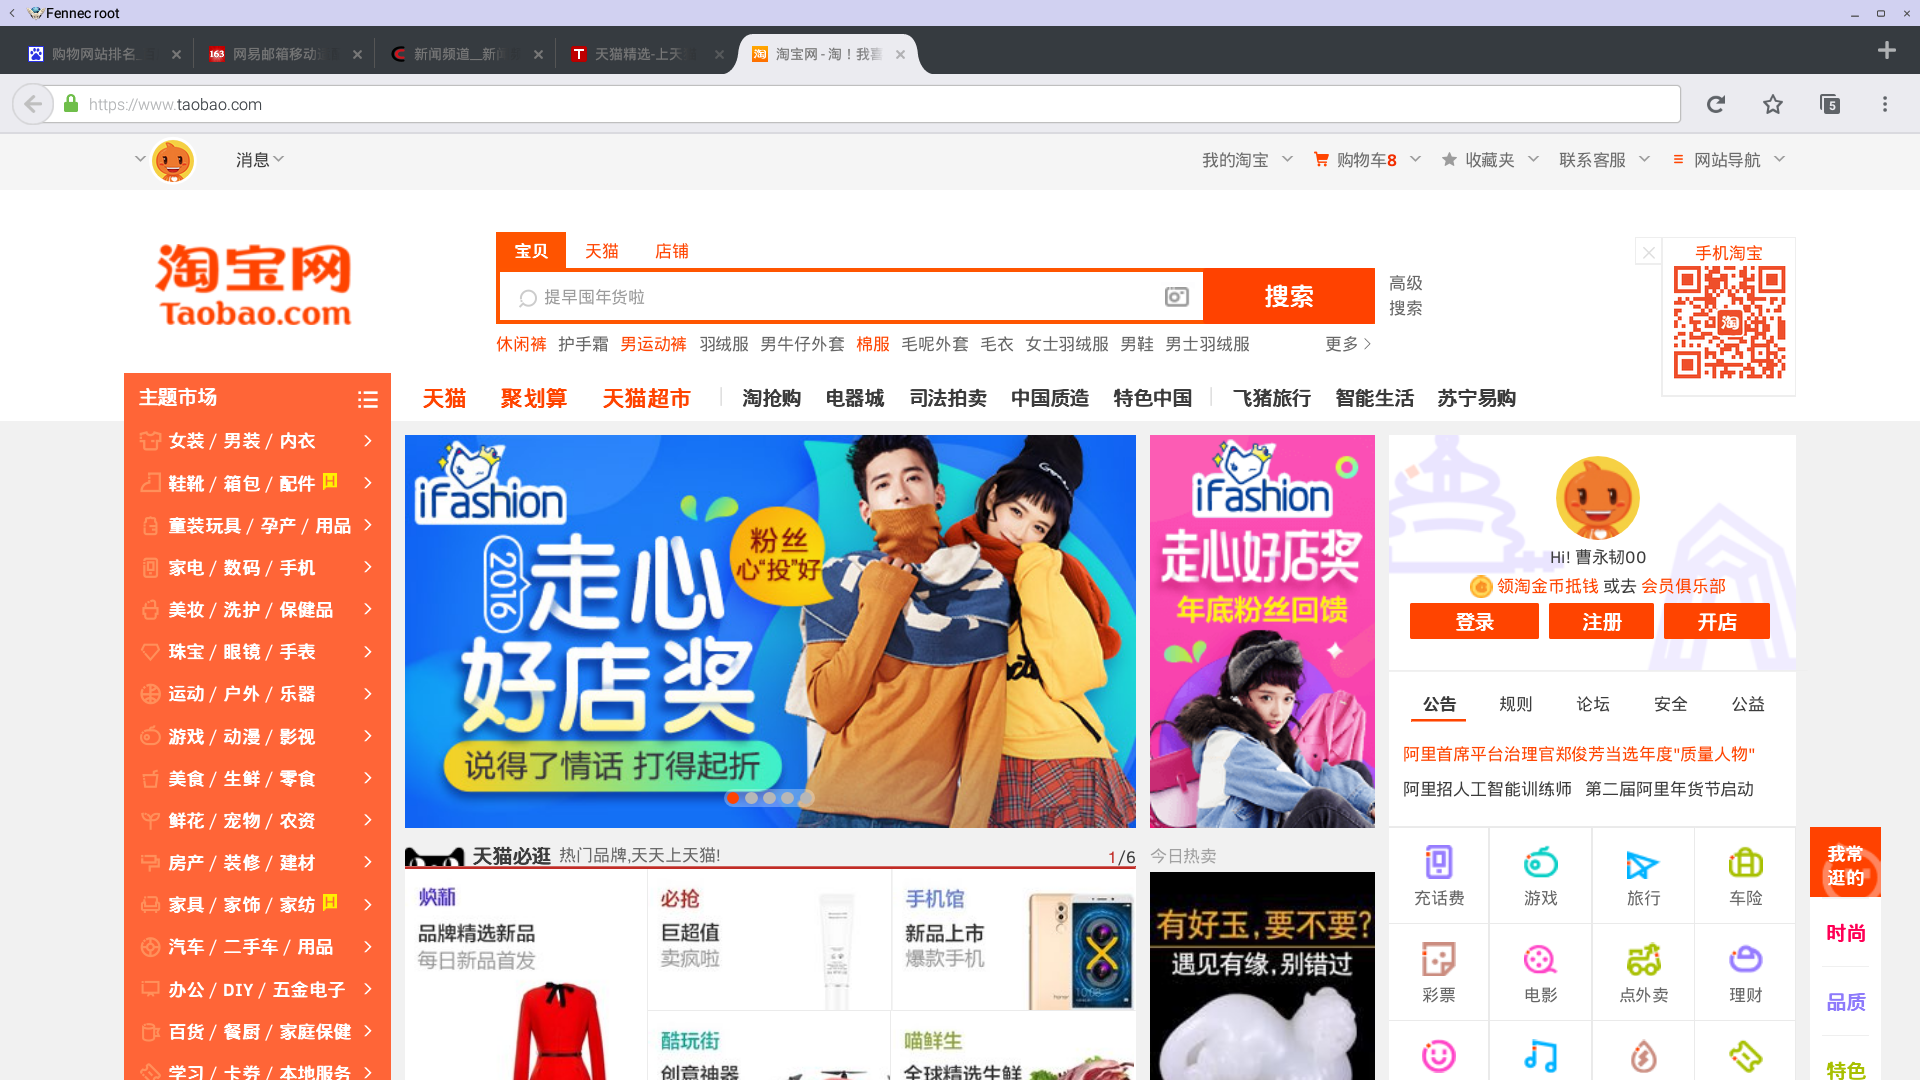 Fennec root
购物网站排名_
网易邮箱移动
新闻频道__新闻
天猫精选-上天
淘宝网 - 淘！我喜
https://www.taobao.com
5
消息
我的淘宝
购物车8
收藏夹
联系客服
网站导航
淘宝网
Taobao.com
宝贝
天猫
店铺
提早囤年货啦
搜索
高级
搜索
手机淘宝
淘
休闲裤 护手霜 男运动裤 羽绒服 男牛仔外套 棉服 毛呢外套 毛衣 女士羽绒服 男鞋 男士羽绒服
更多
主题市场
天猫 聚划算 天猫超市 淘抢购 电器城 司法拍卖 中国质造 特色中国 飞猪旅行 智能生活 苏宁易购
女装 / 男装 / 内衣
鞋靴 / 箱包 / 配件 H
童装玩具 / 孕产 / 用品
家电 / 数码 / 手机
美妆 / 洗护 / 保健品
珠宝 / 眼镜 / 手表
运动 / 户外 / 乐器
游戏 / 动漫 / 影视
美食 / 生鲜 / 零食
鲜花 / 宠物 / 农资
房产 / 装修 / 建材
家具 / 家饰 / 家纺 H
汽车 / 二手车 / 用品
办公 / DIY / 五金电子
百货 / 餐厨 / 家庭保健
学习 / 卡券 / 本地服务
iFashion
2016
走心
好店奖
粉丝
心"投"好
说得了情话 打得起折
iFashion
走心好店奖
年底粉丝回馈
Hi! 曹永韧00
领淘金币抵钱 或去 会员俱乐部
登录
注册
开店
公告 规则 论坛 安全 公益
阿里首席平台治理官郑俊芳当选年度"质量人物"
阿里招人工智能训练师 第二届阿里年货节启动
天猫必逛 热门品牌,天天上天猫!
1/6
今日热卖
焕新
品牌精选新品
每日新品首发
必抢
巨超值
卖疯啦
手机馆
新品上市
爆款手机
honor
10:08
酷玩街
创意神器
喵鲜生
全球精选生鲜
有好玉,要不要?
遇见有缘,别错过
充话费
游戏
旅行
车险
彩票
电影
点外卖
理财
我常
逛的
时尚
品质
特色